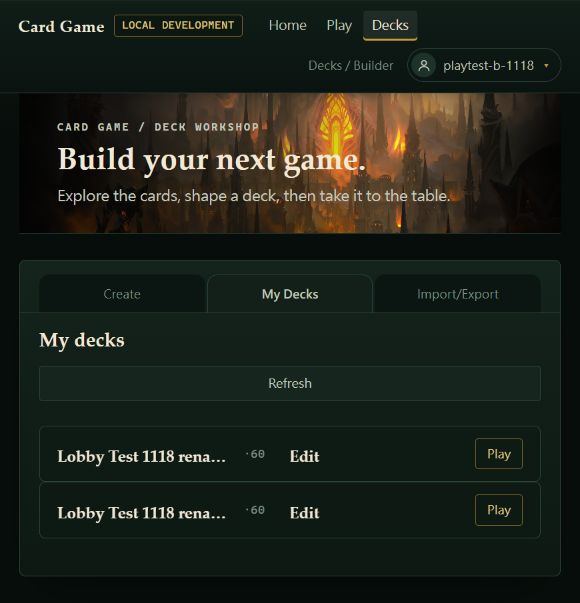 Card Game LOCAL DEVELOPMENT Home Play Decks
Decks / Builder playtest-b-1118
CARD GAME / DECK WORKSHOP
Build your next game.
Explore the cards, shape a deck, then take it to the table.
Create My Decks Import/Export
My decks
Refresh
Lobby Test 1118 rena... ·60 Edit Play
Lobby Test 1118 rena... ·60 Edit Play